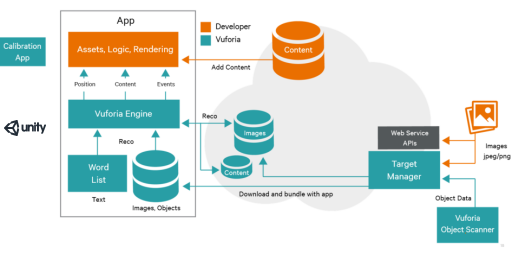 App
Developer
Vuforia
Calibration
App
Assets, Logic, Rendering
Content
Add Content
Position
Content
Events
Vuforia Engine
unity
Reco
Reco
Images
Content
Word
List
Text
Images, Objects
Download and bundle with app
Web Service
APIs
Target
Manager
Images
jpeg/png
Object Data
Vuforia
Object Scanner